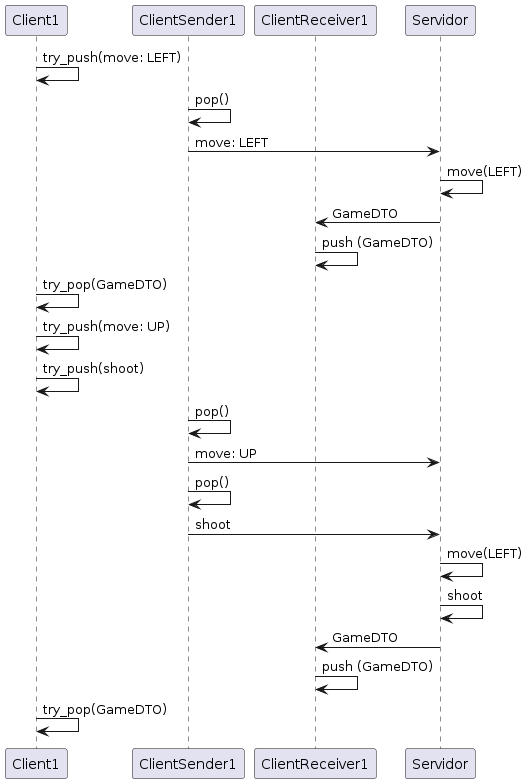 Client1 ClientSender1 ClientReceiver1 Servidor
try_push(move: LEFT)
pop()
move: LEFT
move(LEFT)
GameDTO
push (GameDTO)
try_pop(GameDTO)
try_push(move: UP)
try_push(shoot)
pop()
move: UP
pop()
shoot
move(LEFT)
shoot
GameDTO
push (GameDTO)
try_pop(GameDTO)
Client1 ClientSender1 ClientReceiver1 Servidor